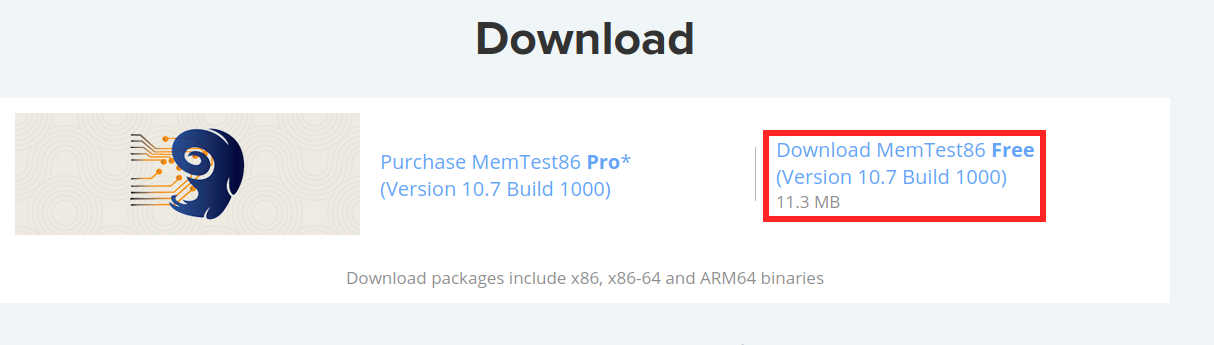 Download
Purchase MemTest86 Pro*
(Version 10.7 Build 1000)
Download MemTest86 Free
(Version 10.7 Build 1000)
11.3 MB
Download packages include x86, x86-64 and ARM64 binaries